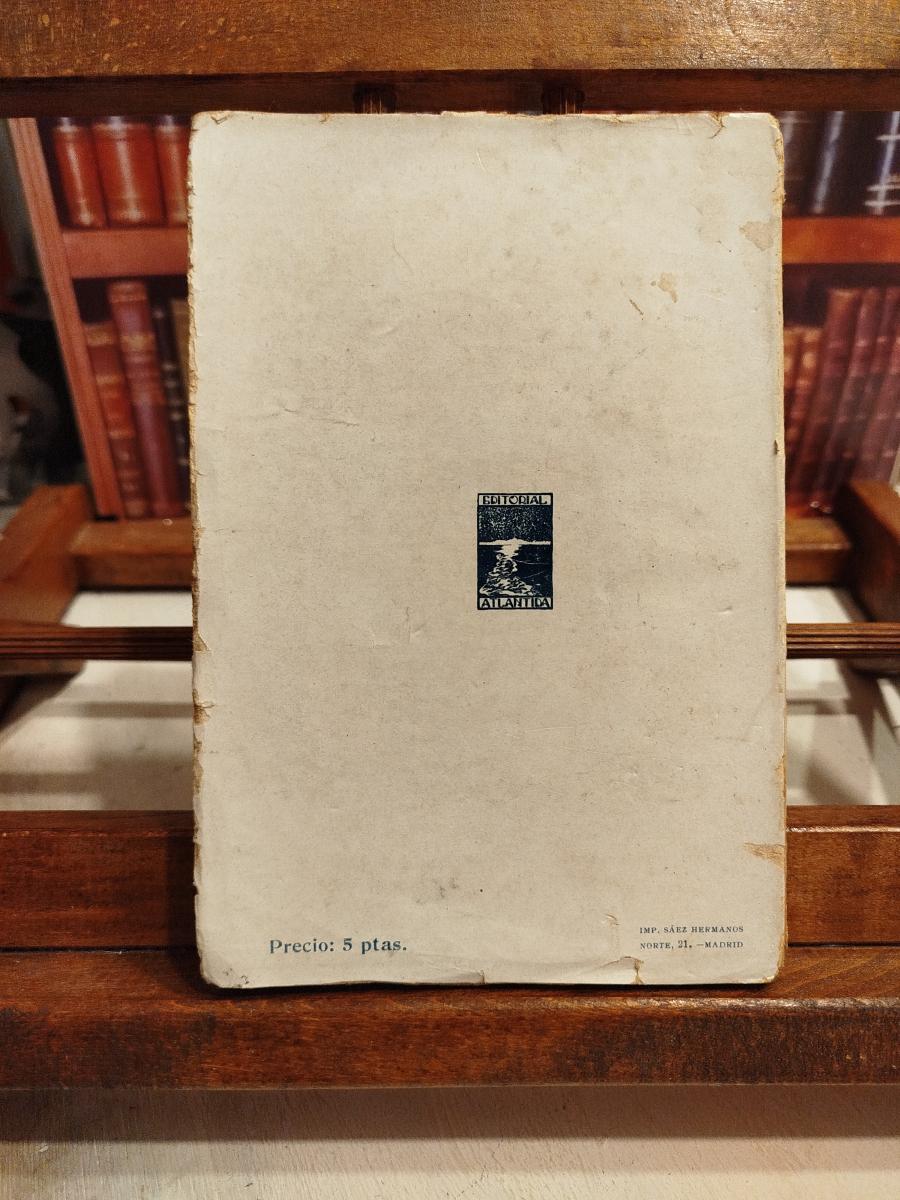 EDITORIAL
ATLANTIDA
Precio: 5 ptas.
IMP. SÁEZ HERMANOS
NORTE, 21. —MADRID